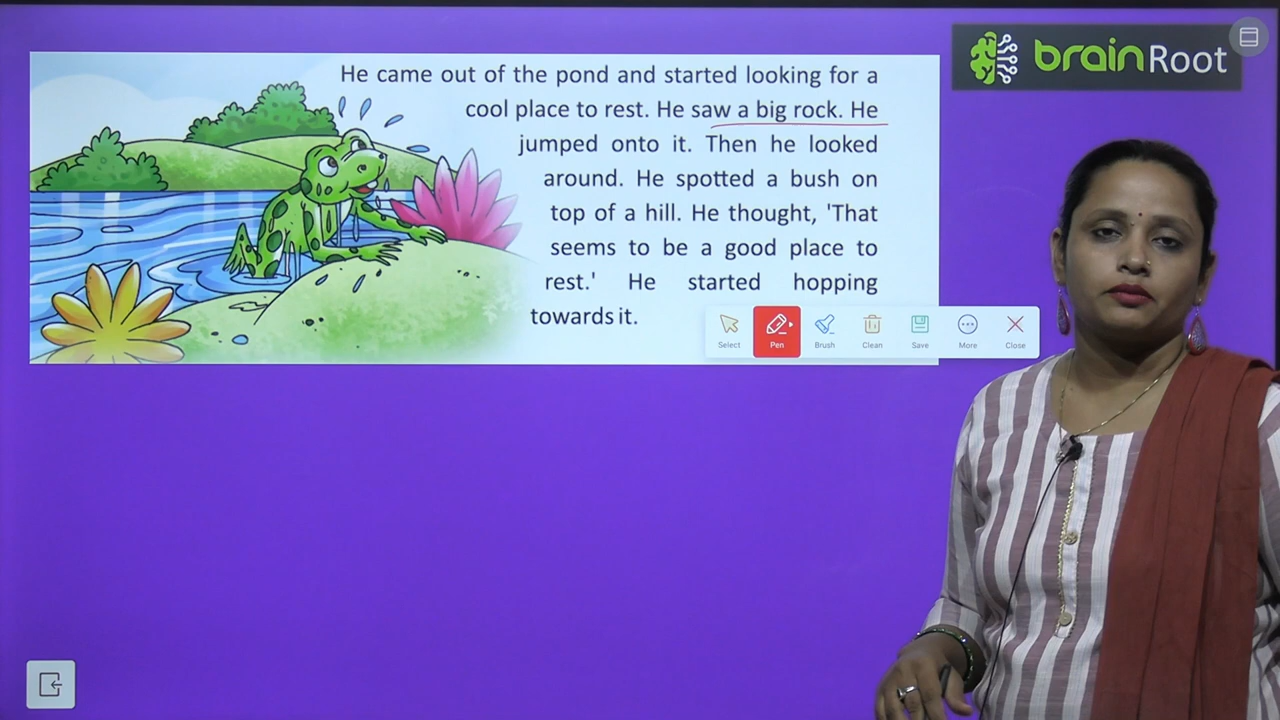 He came out of the pond and started looking for a
cool place to rest. He saw a big rock. He
jumped onto it. Then he looked
around. He spotted a bush on
top of a hill. He thought, 'That
seems to be a good place to
rest.' He started hopping
towards it.
brainRoot
Select Pen Brush Clean Save More Close